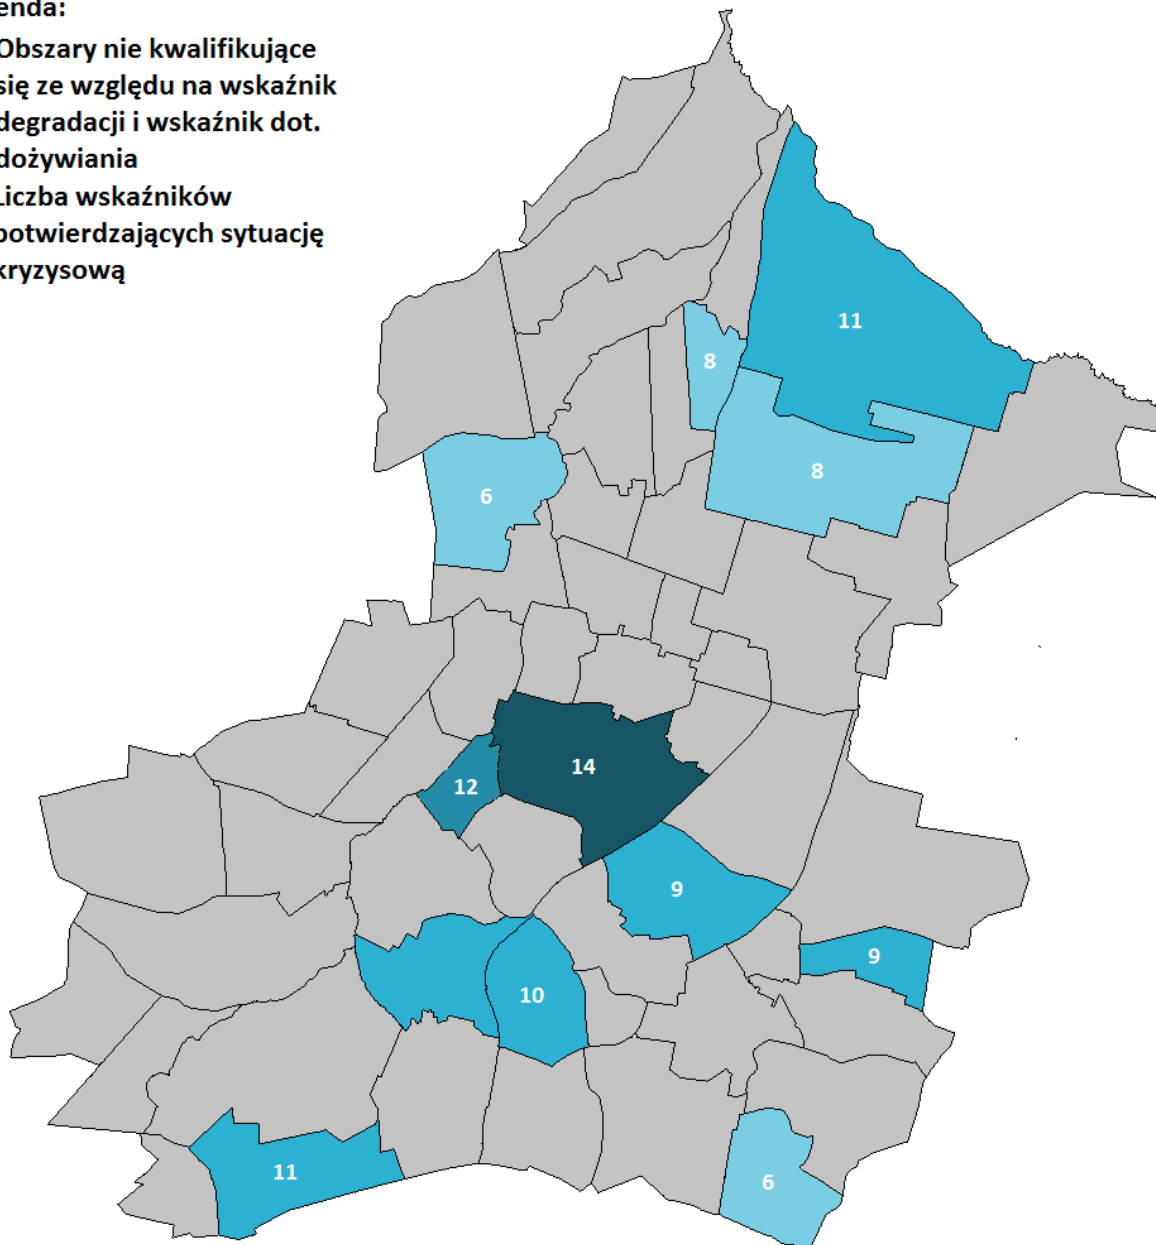 enda:
Obszary nie kwalifikujące
się ze względu na wskaźnik
degradacji i wskaźnik dot.
dożywiania
Liczba wskaźników
potwierdzających sytuację
kryzysową
11
8
8
6
14
12
9
9
10
11
6